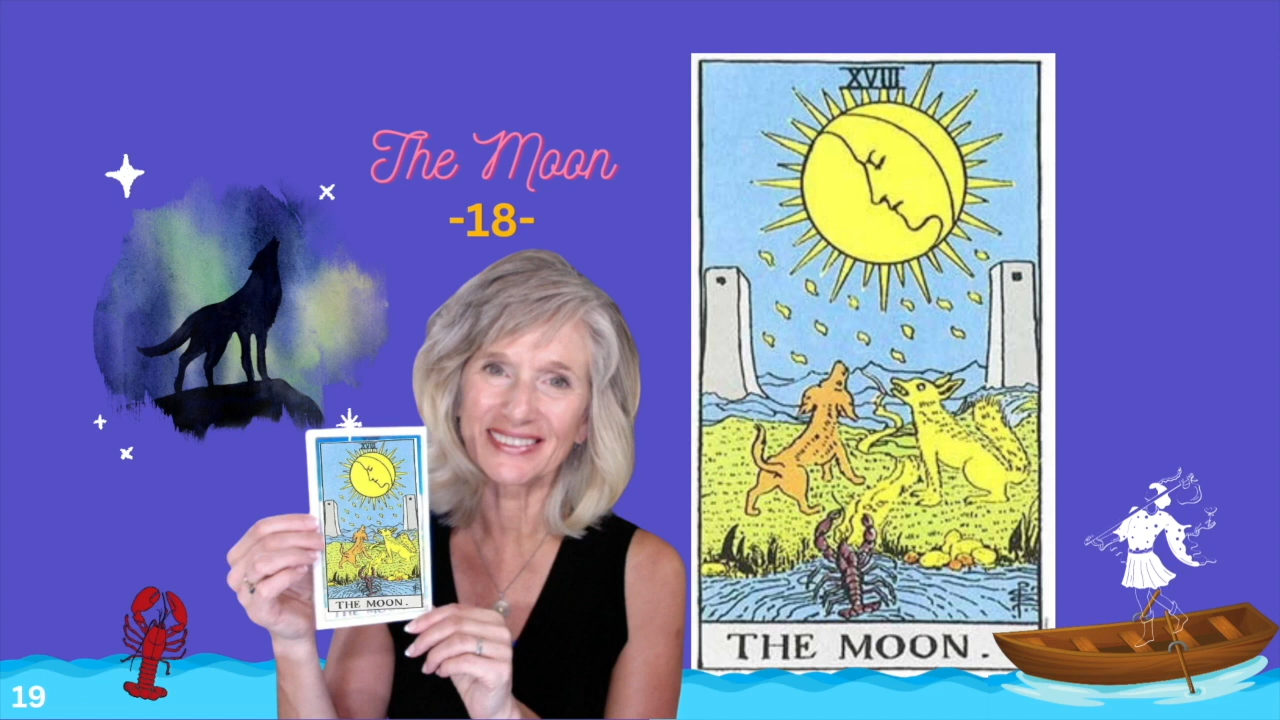 The Moon
-18-
XVIII
THE MOON.
XVIII
THE MOON.
19